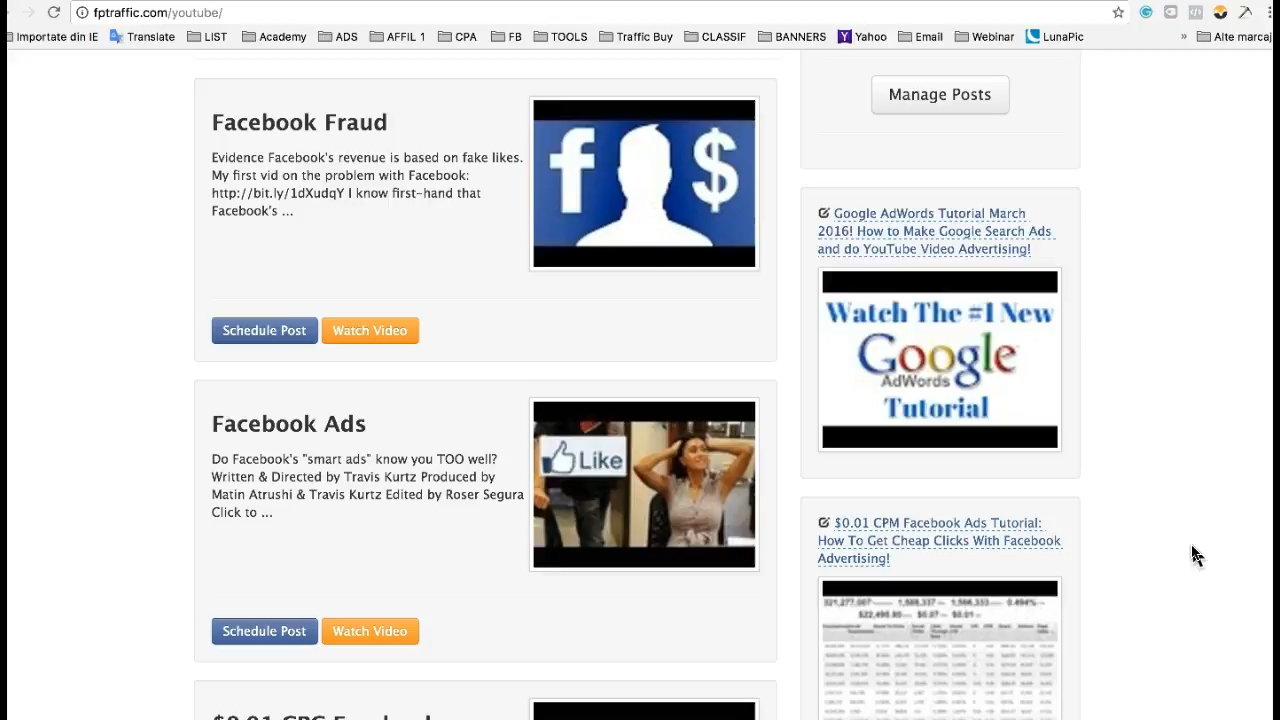 fptraffic.com/youtube/
Importate din IE
Translate
LIST
Academy
ADS
AFFIL 1
CPA
FB
TOOLS
Traffic Buy
CLASSIF
BANNERS
Yahoo
Email
Webinar
LunaPic
»
Alte marcaj
Facebook Fraud
Evidence Facebook's revenue is based on fake likes.
My first vid on the problem with Facebook:
http://bit.ly/1dXudqY I know first-hand that
Facebook's ...
f $
Schedule Post
Watch Video
Facebook Ads
Do Facebook's "smart ads" know you TOO well?
Written & Directed by Travis Kurtz Produced by
Matin Atrushi & Travis Kurtz Edited by Roser Segura
Click to ...
Like
Schedule Post
Watch Video
Manage Posts
Google AdWords Tutorial March
2016! How to Make Google Search Ads
and do YouTube Video Advertising!
Watch The #1 New
Google
AdWords
Tutorial
$0.01 CPM Facebook Ads Tutorial:
How To Get Cheap Clicks With Facebook
Advertising!